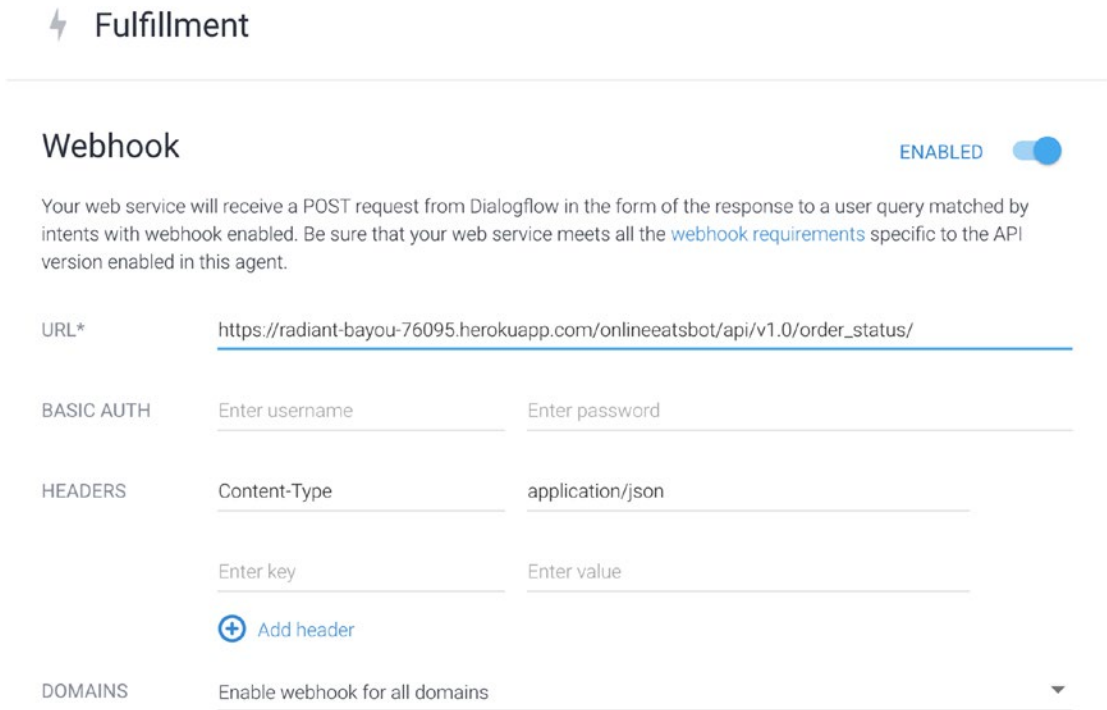 Fulfillment
Webhook
ENABLED
Your web service will receive a POST request from Dialogflow in the form of the response to a user query matched by
intents with webhook enabled. Be sure that your web service meets all the webhook requirements specific to the API
version enabled in this agent.
URL* https://radiant-bayou-76095.herokuapp.com/onlineeatsbot/api/v1.0/order_status/
BASIC AUTH Enter username Enter password
HEADERS Content-Type application/json
Enter key Enter value
Add header
DOMAINS Enable webhook for all domains